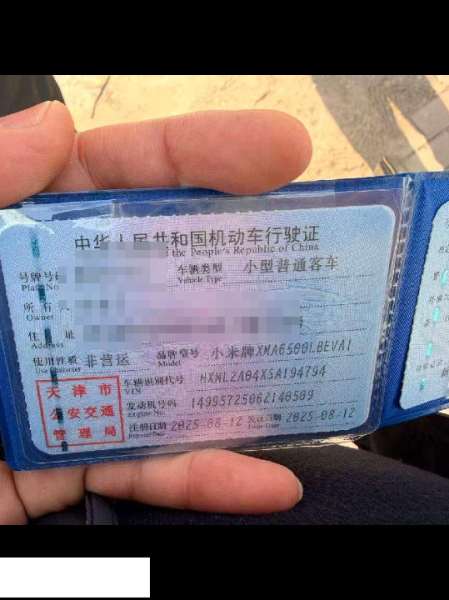 中华人民共和国机动车行驶证
the People's Republic of China
号牌号码 车辆类型 小型普通客车
Plate No Vehicle Type
所有人
Owner
住 址
使用性质 非营运 品牌型号 小米牌XMA6500LBEVA1
Use Character Model
天津市
公安交通
管理局
车辆识别代号 HXML2A04XSA194794
VIN
发动机号码 1499572S062140509
Engine No.
注册日期 2025-08-12 发证日期 2025-08-12
Issue Date